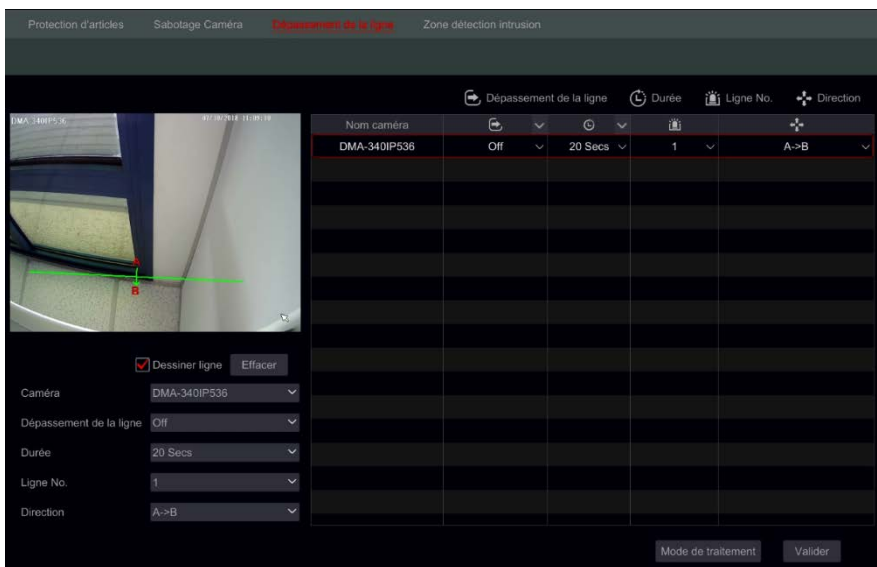 Protection d'articles Sabotage Caméra Dépassement de la ligne Zone détection intrusion
Dépassement de la ligne Durée Ligne No. Direction
Nom caméra
DMA-340IP536 Off 20 Secs 1 A->B
A
B
Dessiner ligne Effacer
Caméra DMA-340IP536
Dépassement de la ligne Off
Durée 20 Secs
Ligne No. 1
Direction A->B
Mode de traitement Valider